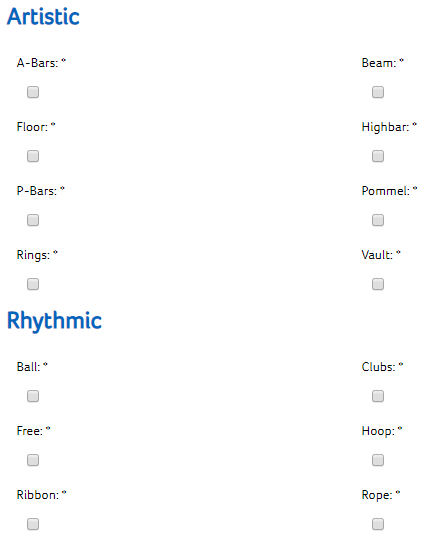 Artistic
A-Bars: *
Beam: *
Floor: *
Highbar: *
P-Bars: *
Pommel: *
Rings: *
Vault: *
Rhythmic
Ball: *
Clubs: *
Free: *
Hoop: *
Ribbon: *
Rope: *